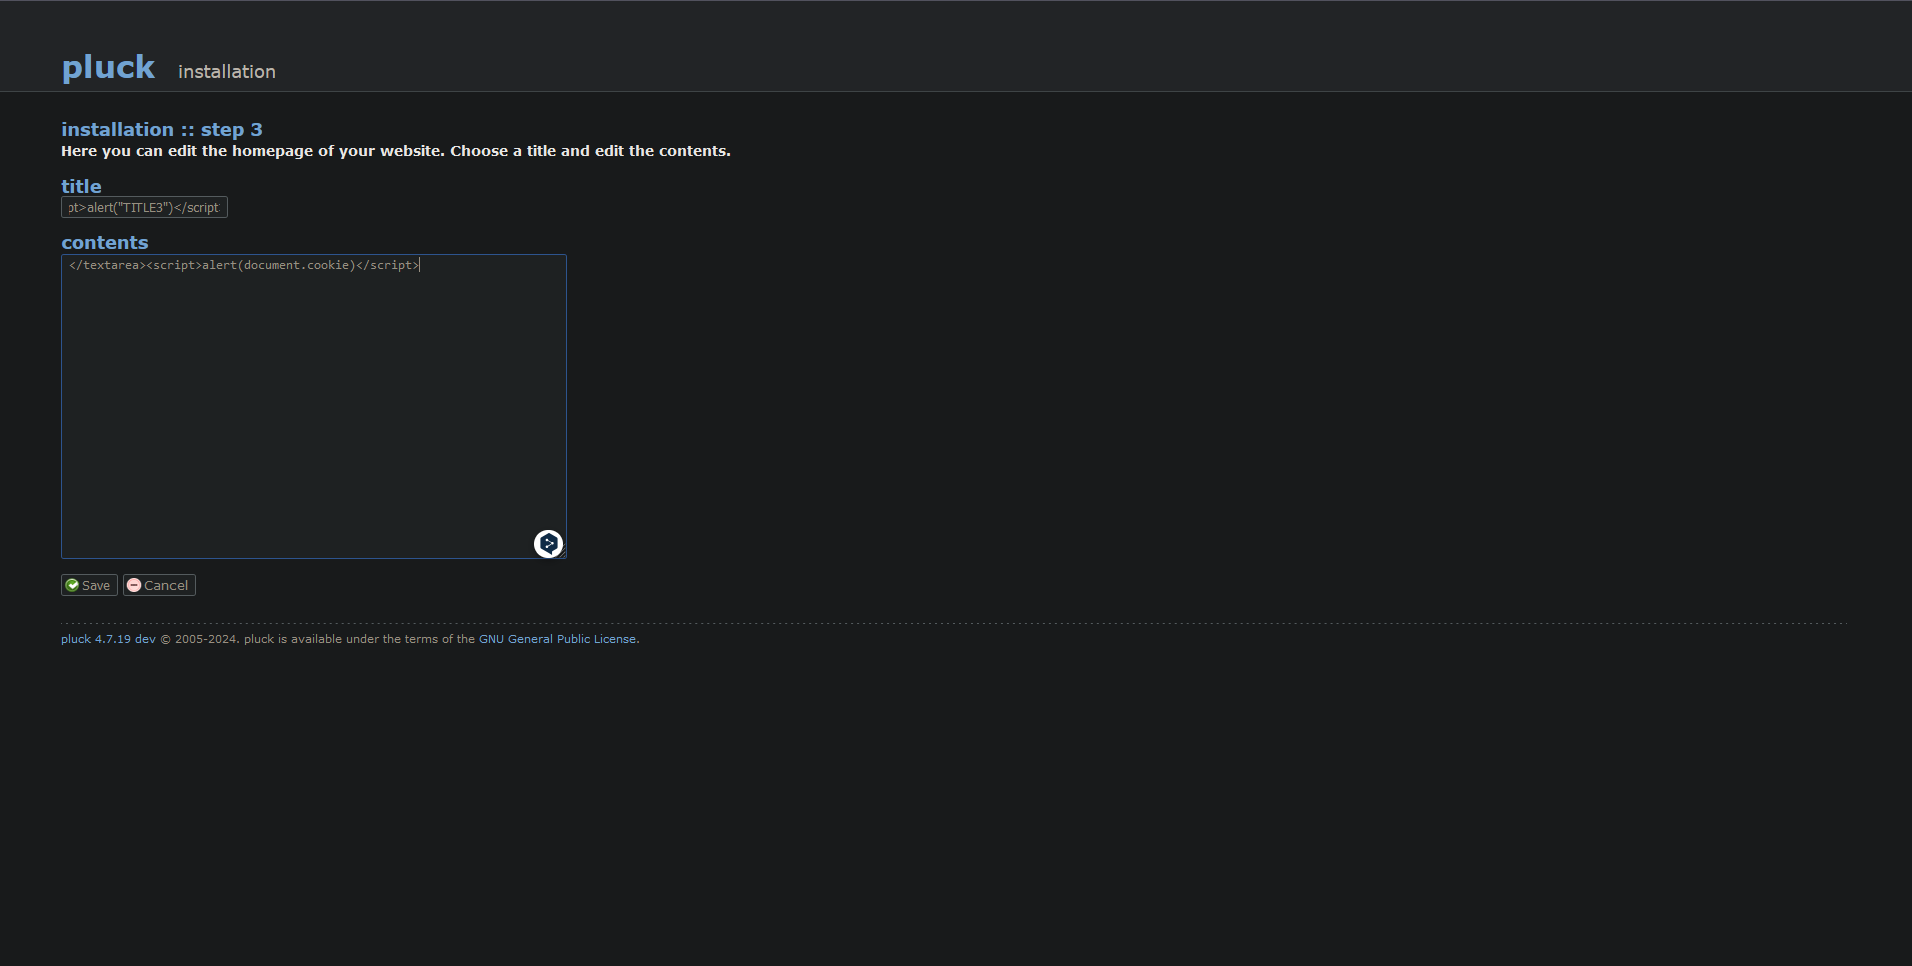 pluck installation
installation :: step 3
Here you can edit the homepage of your website. Choose a title and edit the contents.
title
pt>alert("TITLE3")</script
contents
</textarea><script>alert(document.cookie)</script>
Save Cancel
pluck 4.7.19 dev © 2005-2024. pluck is available under the terms of the GNU General Public License.